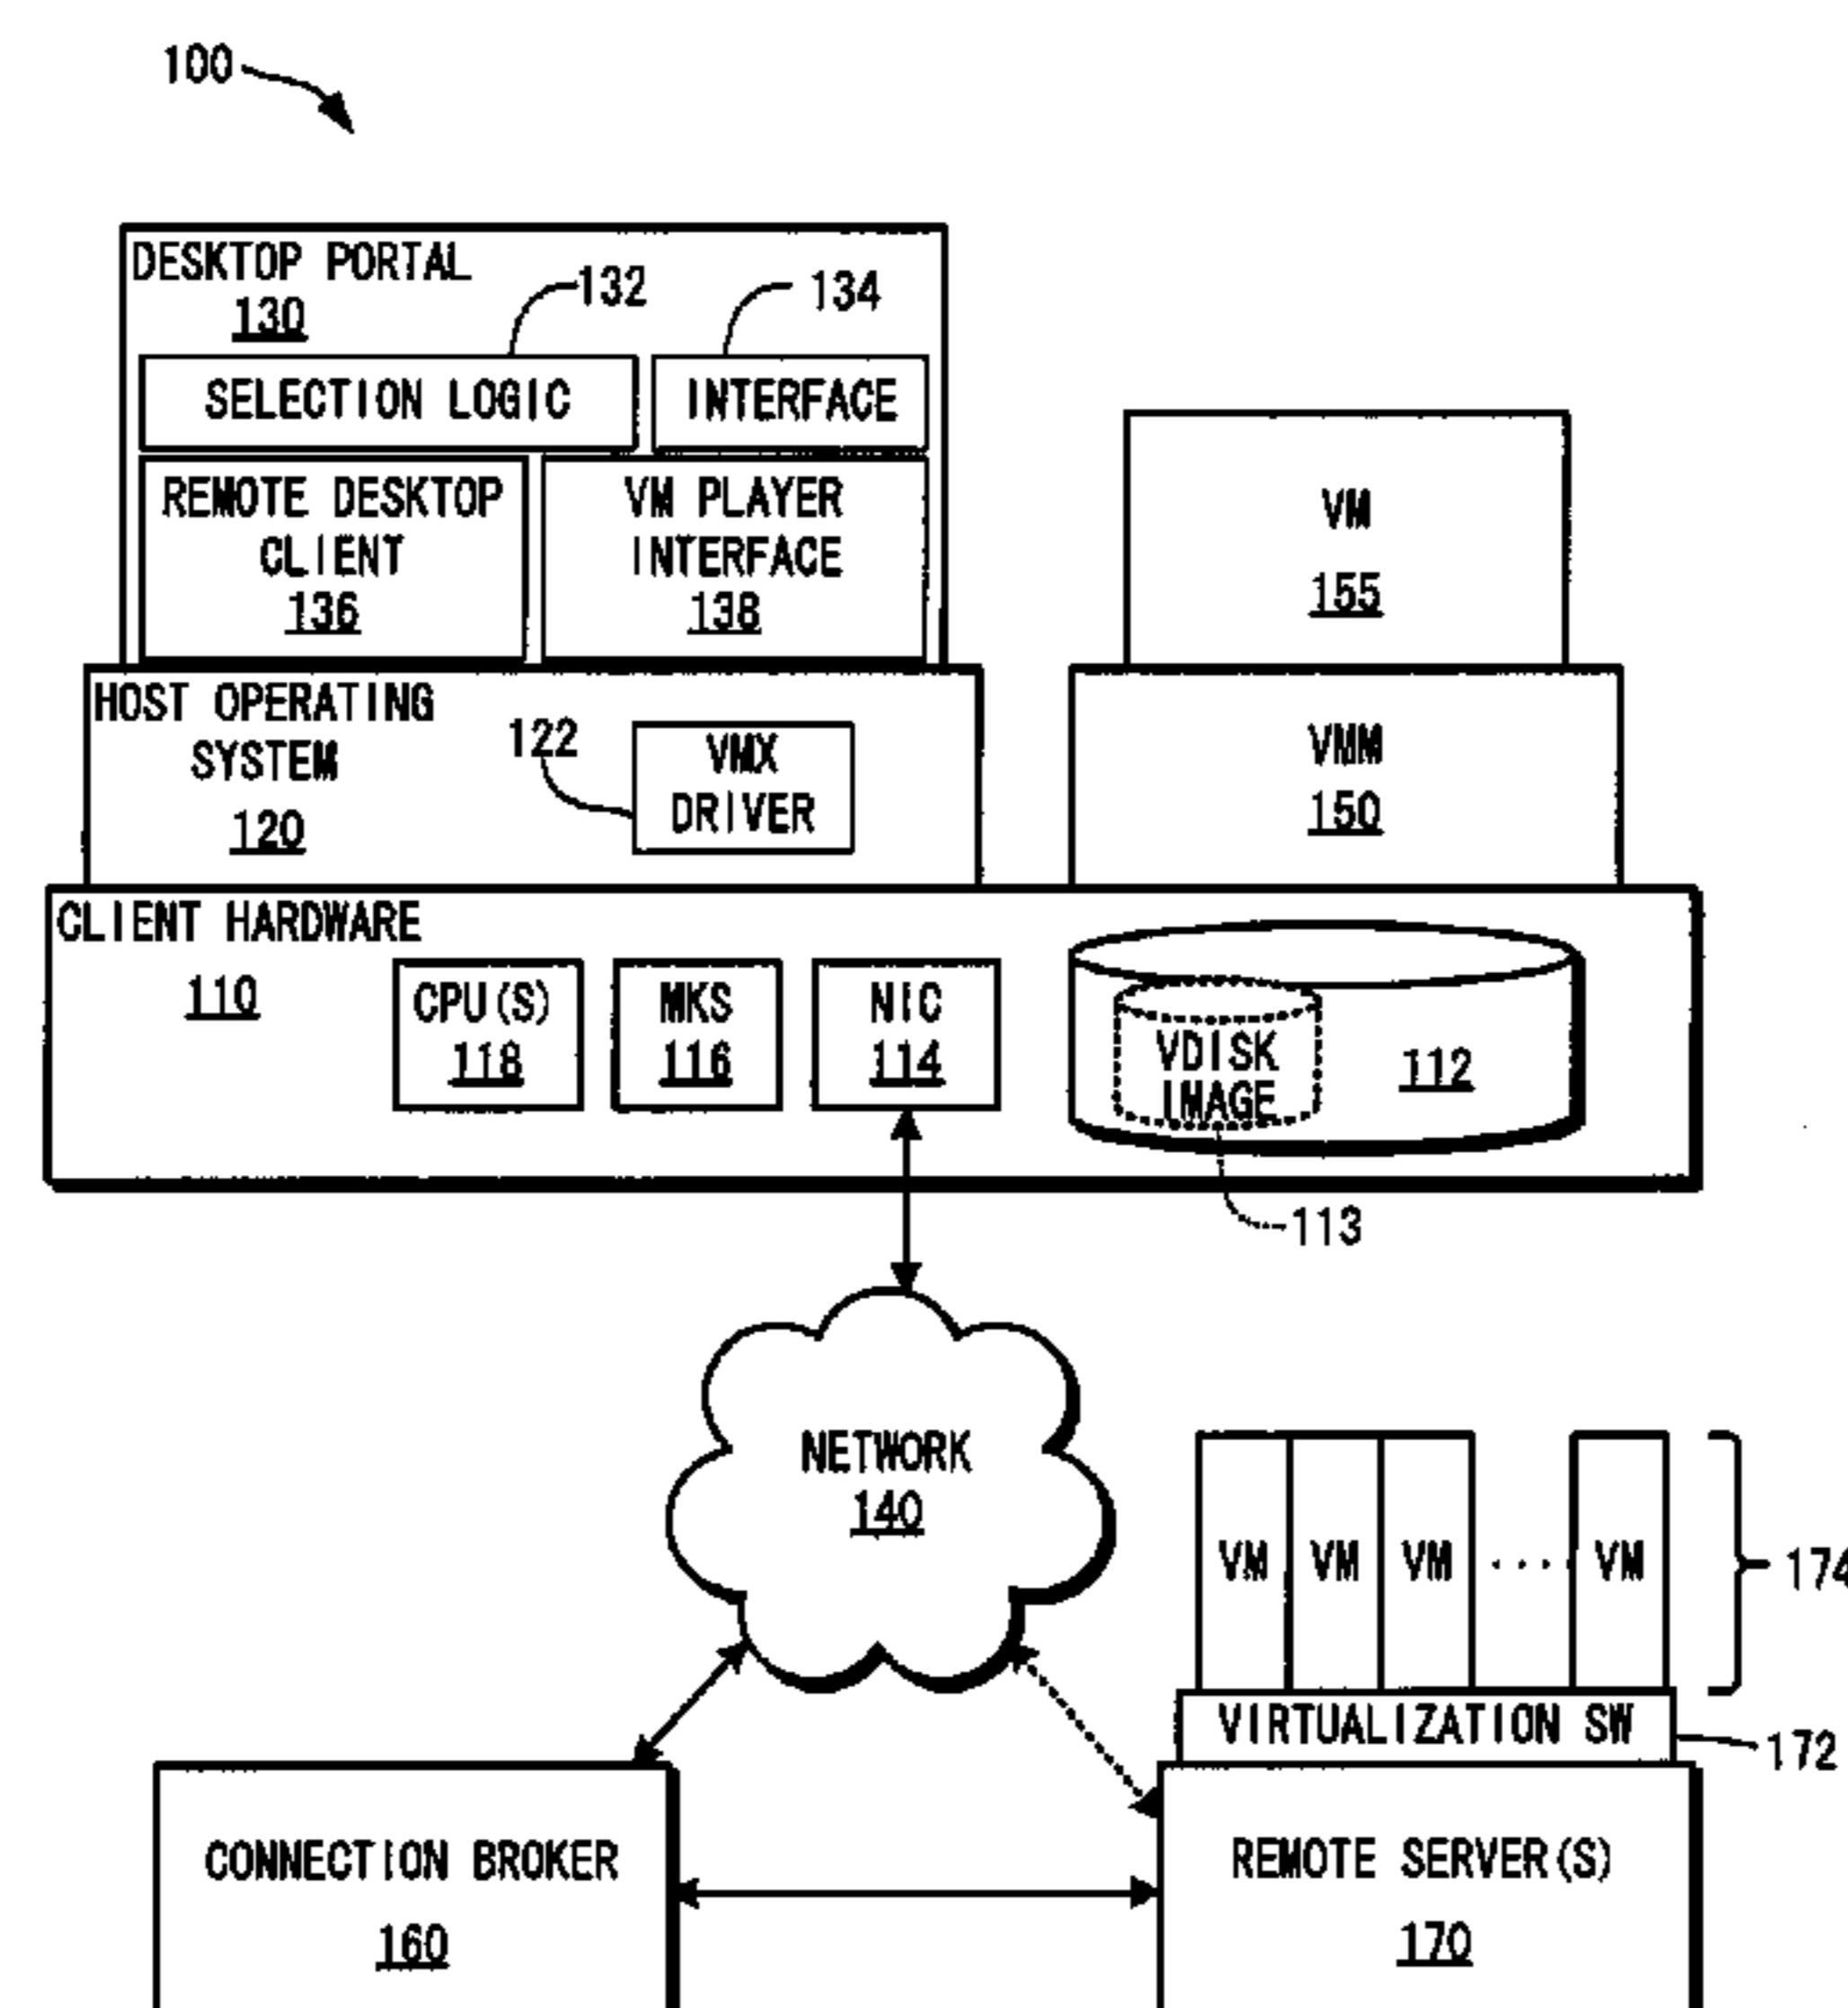 100
DESKTOP PORTAL
130
132
134
SELECTION LOGIC
INTERFACE
REMOTE DESKTOP
CLIENT
136
VM PLAYER
INTERFACE
138
VM
155
HOST OPERATING
SYSTEM
120
122
VMX
DRIVER
VMM
150
CLIENT HARDWARE
110
CPU(S)
118
MKS
116
NIC
114
VDISK
IMAGE
112
113
NETWORK
140
VM
VM
VM
....
VM
174
VIRTUALIZATION SW
172
CONNECTION BROKER
160
REMOTE SERVER(S)
170